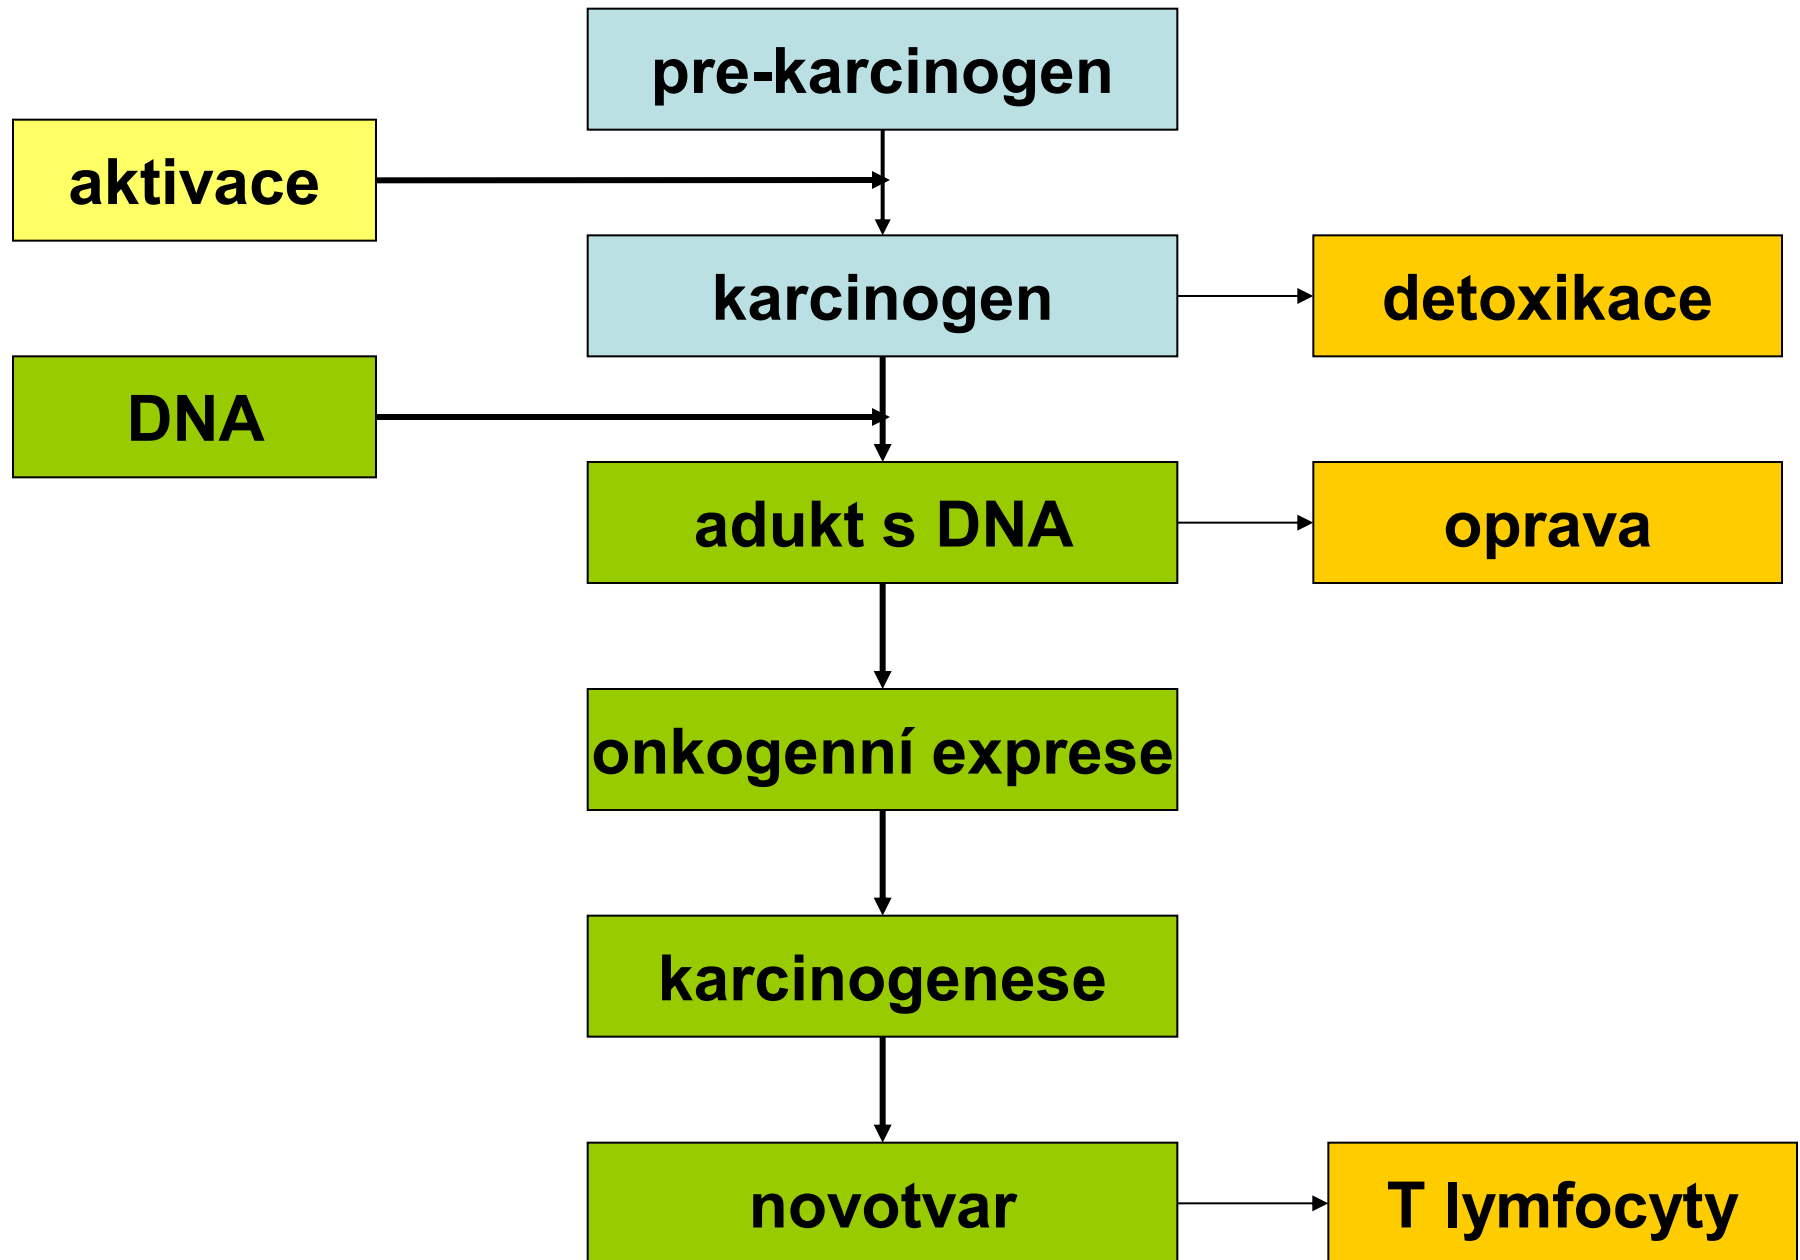 pre-karcinogen
aktivace
karcinogen
detoxikace
DNA
adukt s DNA
oprava
onkogenní exprese
karcinogenese
novotvar
T lymfocyty